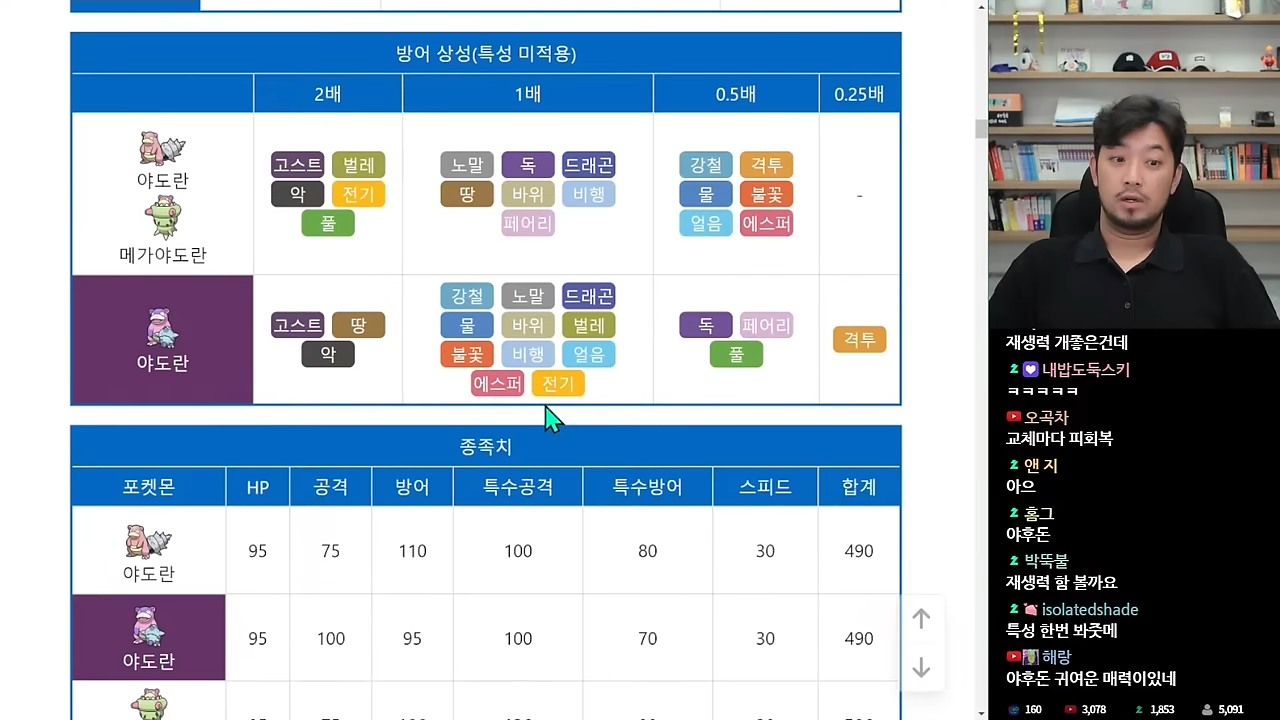 방어 상성(특성 미적용)
2배 1배 0.5배 0.25배
고스트 벌레 노말 독 드래곤 강철 격투
야도란 악 전기 땅 바위 비행 물 불꽃 -
풀 페어리 얼음 에스퍼
메가야도란
강철 노말 드래곤
고스트 땅 물 바위 벌레 독 페어리 격투
야도란 악 불꽃 비행 얼음 풀
에스퍼 전기
종족치
포켓몬 HP 공격 방어 특수공격 특수방어 스피드 합계
야도란 95 75 110 100 80 30 490
야도란 95 100 95 100 70 30 490
재생력 개좋은건데
내밥도둑스키
ㅋㅋㅋㅋㅋ
오곡차
교체마다 피회복
앤 지
아으
홈그
야후돈
박뚝불
재생력 함 볼까요
isolatedshade
특성 한번 봐줏메
해랑
야후돈 귀여운 매력이있네
160 3,078 1,853 5,091